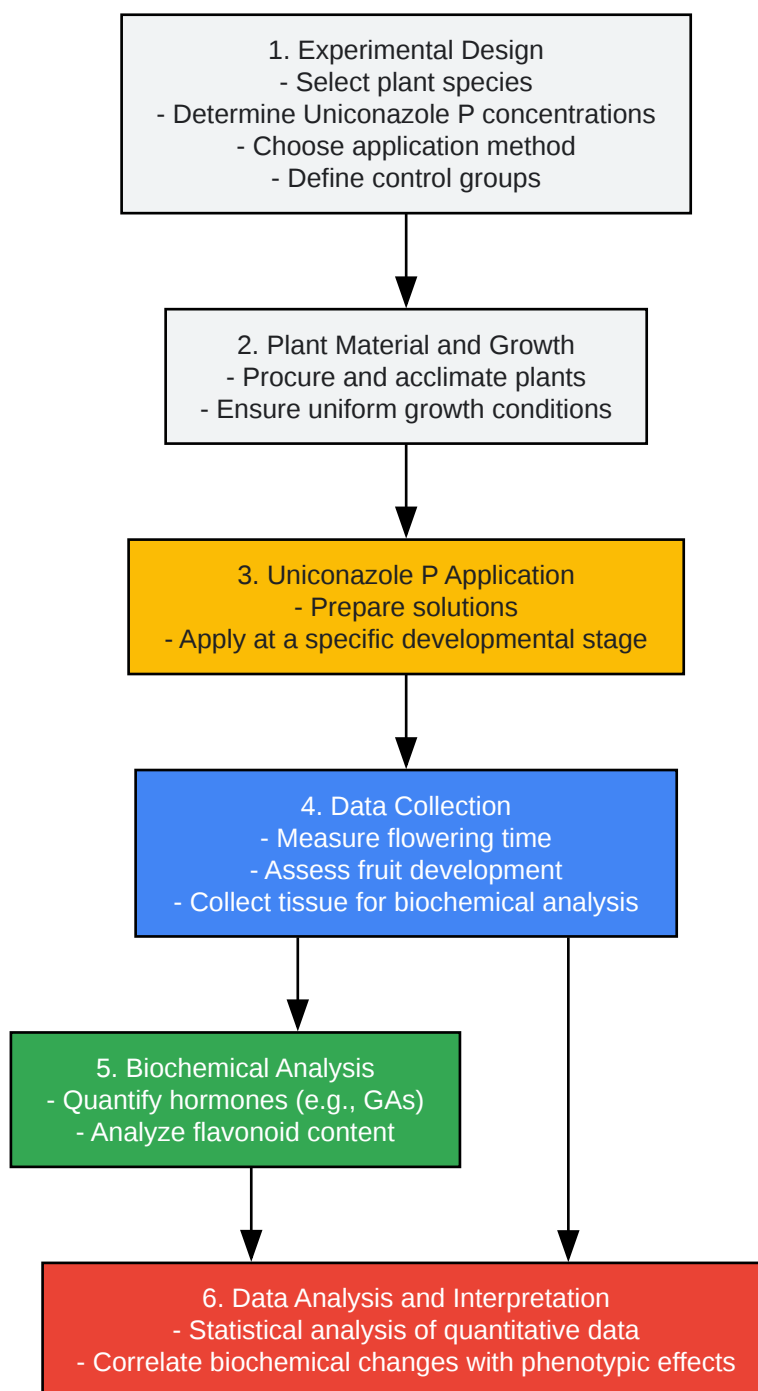 1. Experimental Design
- Select plant species
- Determine Uniconazole P concentrations
- Choose application method
- Define control groups
2. Plant Material and Growth
- Procure and acclimate plants
- Ensure uniform growth conditions
3. Uniconazole P Application
- Prepare solutions
- Apply at a specific developmental stage
4. Data Collection
- Measure flowering time
- Assess fruit development
- Collect tissue for biochemical analysis
5. Biochemical Analysis
- Quantify hormones (e.g., GAs)
- Analyze flavonoid content
6. Data Analysis and Interpretation
- Statistical analysis of quantitative data
- Correlate biochemical changes with phenotypic effects